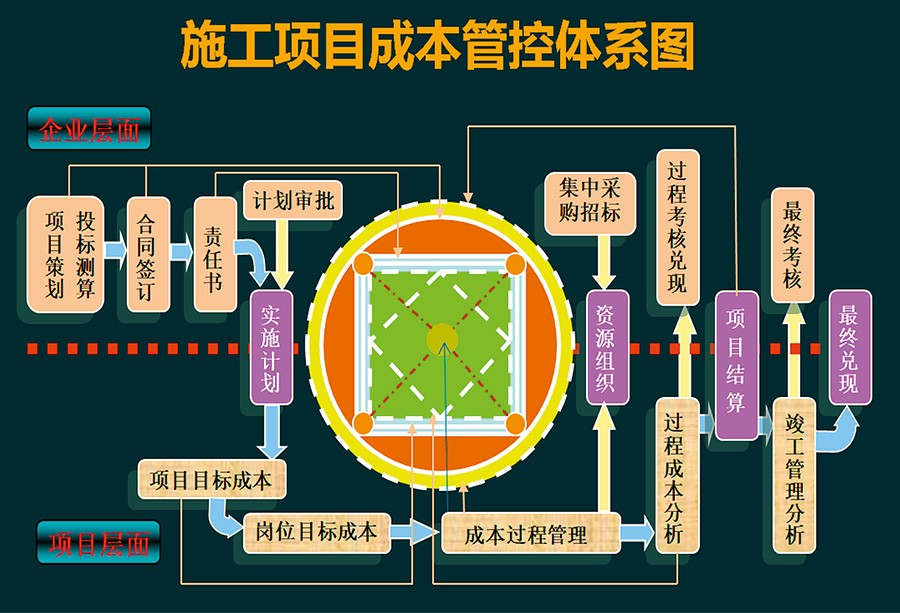 施工项目成本管控体系图
企业层面
项目策划
投标测算
合同签订
责任书
计划审批
集中采
购招标
过程考核兑现
最终考核
实施计划
资源组织
项目结算
最终兑现
项目目标成本
岗位目标成本
成本过程管理
过程成本分析
竣工管理分析
项目层面